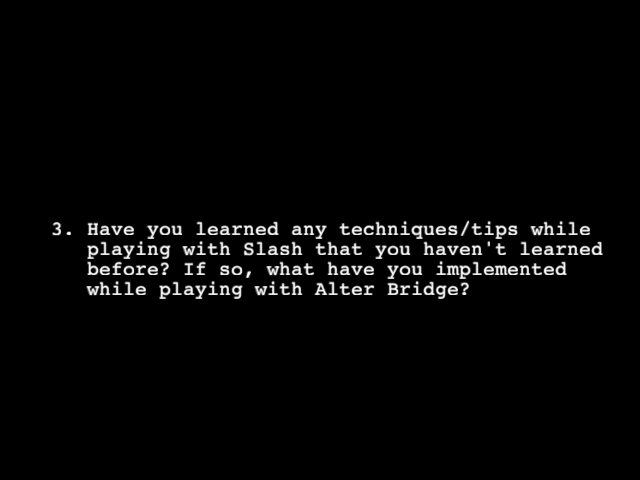 3. Have you learned any techniques/tips while
playing with Slash that you haven't learned
before? If so, what have you implemented
while playing with Alter Bridge?